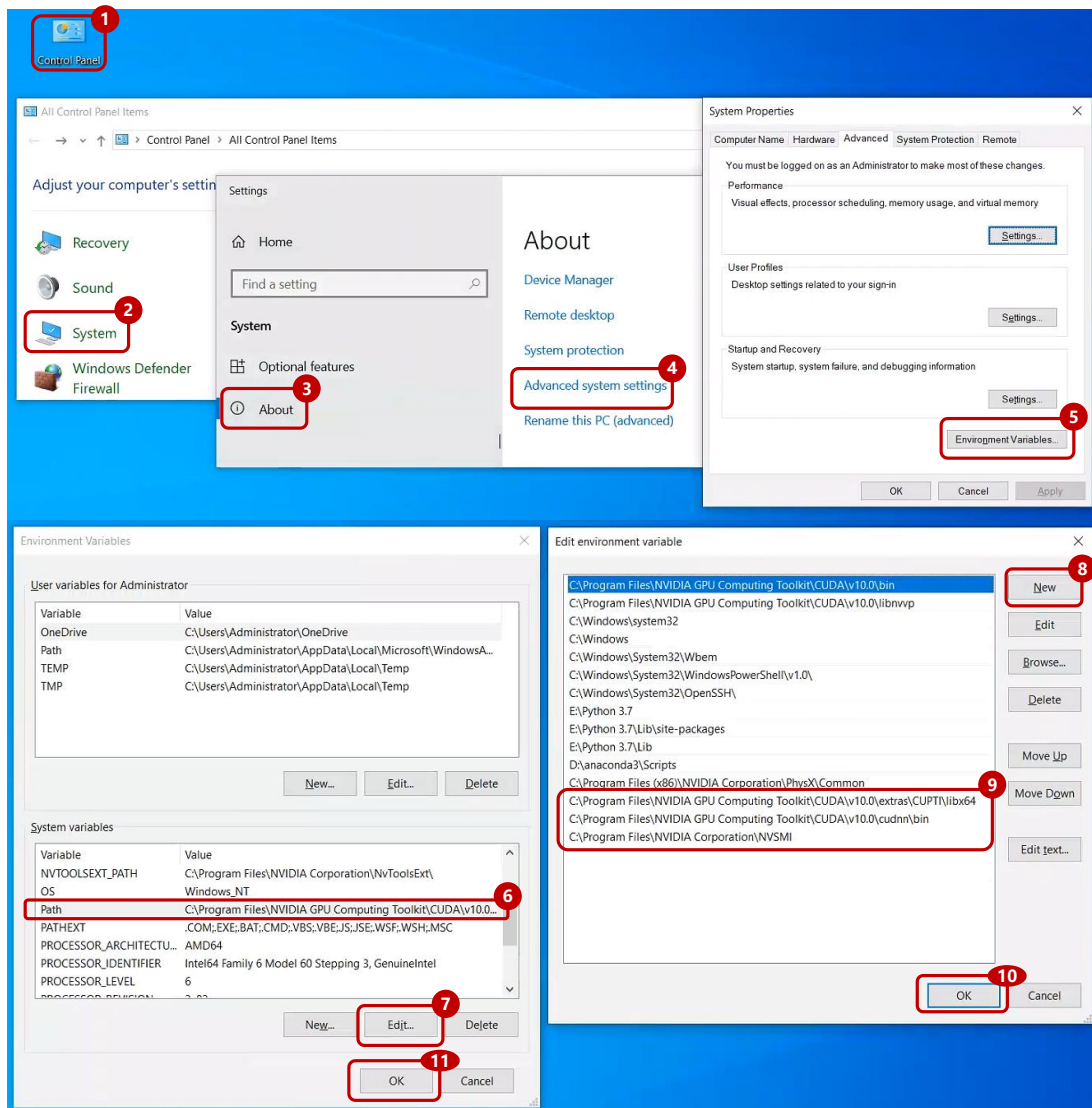 1
Control Panel
All Control Panel Items
Control Panel > All Control Panel Items
Adjust your computer's settin
Recovery
Sound
2
System
Windows Defender
Firewall
Settings
Home
Find a setting
System
Optional features
3
About
About
Device Manager
Remote desktop
System protection
4
Advanced system settings
Rename this PC (advanced)
System Properties
Computer Name Hardware Advanced System Protection Remote
You must be logged on as an Administrator to make most of these changes.
Performance
Visual effects, processor scheduling, memory usage, and virtual memory
Settings...
User Profiles
Desktop settings related to your sign-in
Settings...
Startup and Recovery
System startup, system failure, and debugging information
Settings...
5
Environment Variables...
OK Cancel Apply
Environment Variables
User variables for Administrator
Variable Value
OneDrive C:\Users\Administrator\OneDrive
Path C:\Users\Administrator\AppData\Local\Microsoft\WindowsA...
TEMP C:\Users\Administrator\AppData\Local\Temp
TMP C:\Users\Administrator\AppData\Local\Temp
New... Edit... Delete
System variables
Variable Value
NVTOOLSEXT_PATH C:\Program Files\NVIDIA Corporation\NvToolsExt\
OS Windows_NT
6
Path C:\Program Files\NVIDIA GPU Computing Toolkit\CUDA\v10.0...
PATHEXT .COM;.EXE;.BAT;.CMD;.VBS;.VBE;.JS;.JSE;.WSF;.WSH;.MSC
PROCESSOR_ARCHITECTU... AMD64
PROCESSOR_IDENTIFIER Intel64 Family 6 Model 60 Stepping 3, GenuineIntel
PROCESSOR_LEVEL 6
7
New... Edit... Delete
11
OK Cancel
Edit environment variable
C:\Program Files\NVIDIA GPU Computing Toolkit\CUDA\v10.0\bin
C:\Program Files\NVIDIA GPU Computing Toolkit\CUDA\v10.0\libnvvp
C:\Windows\system32
C:\Windows
C:\Windows\System32\Wbem
C:\Windows\System32\WindowsPowerShell\v1.0\
C:\Windows\System32\OpenSSH\
E:\Python 3.7
E:\Python 3.7\Lib\site-packages
E:\Python 3.7\Lib
D:\anaconda3\Scripts
C:\Program Files (x86)\NVIDIA Corporation\PhysX\Common
9
C:\Program Files\NVIDIA GPU Computing Toolkit\CUDA\v10.0\extras\CUPTI\libx64
C:\Program Files\NVIDIA GPU Computing Toolkit\CUDA\v10.0\cudnn\bin
C:\Program Files\NVIDIA Corporation\NVSMI
8
New
Edit
Browse...
Delete
Move Up
Move Down
Edit text...
10
OK Cancel